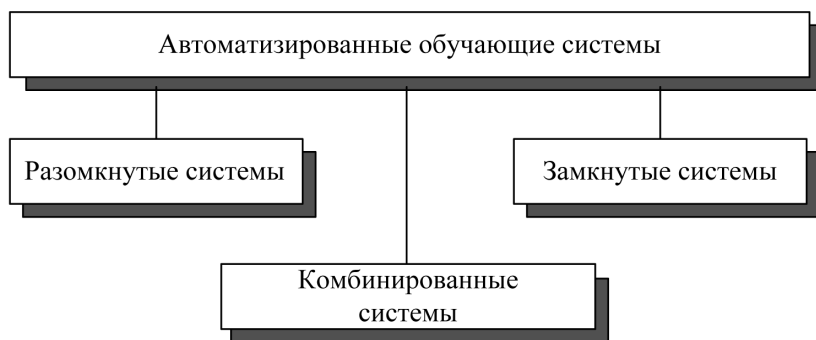 Автоматизированные обучающие системы
Разомкнутые системы
Замкнутые системы
Комбинированные
системы